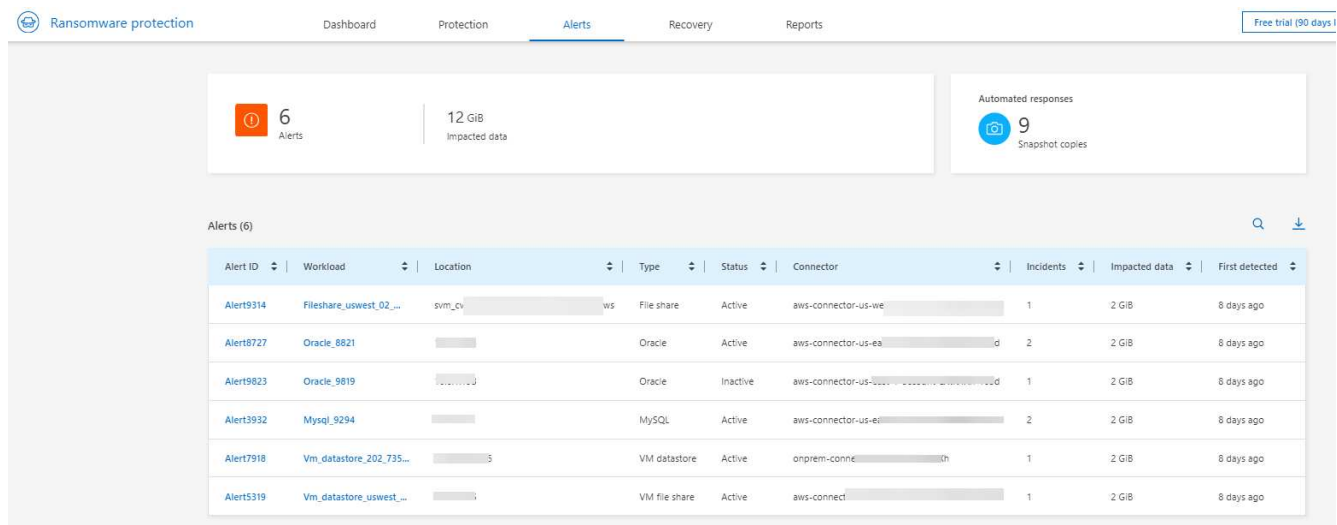 Ransomware protection Dashboard Protection Alerts Recovery Reports Free trial (90 days l
6
Alerts
12 GiB
Impacted data
Automated responses
9
Snapshot copies
Alerts (6)
Alert ID Workload Location Type Status Connector Incidents Impacted data First detected
Alert9314 Fileshare_uswest_02_... File share Active aws-connector-us-we 1 2 GiB 8 days ago
Alert8727 Oracle_8821 Oracle Active aws-connector-us-ea d 2 2 GiB 8 days ago
Alert9823 Oracle_9819 Oracle Inactive aws-connector-us- 1 2 GiB 8 days ago
Alert3932 Mysql_9294 MySQL Active aws-connector-us-ea 2 2 GiB 8 days ago
Alert7918 Vm_datastore_202_735... VM datastore Active onprem-conne 1 2 GiB 8 days ago
Alert5319 Vm_datastore_uswest_... VM file share Active aws-connect 1 2 GiB 8 days ago